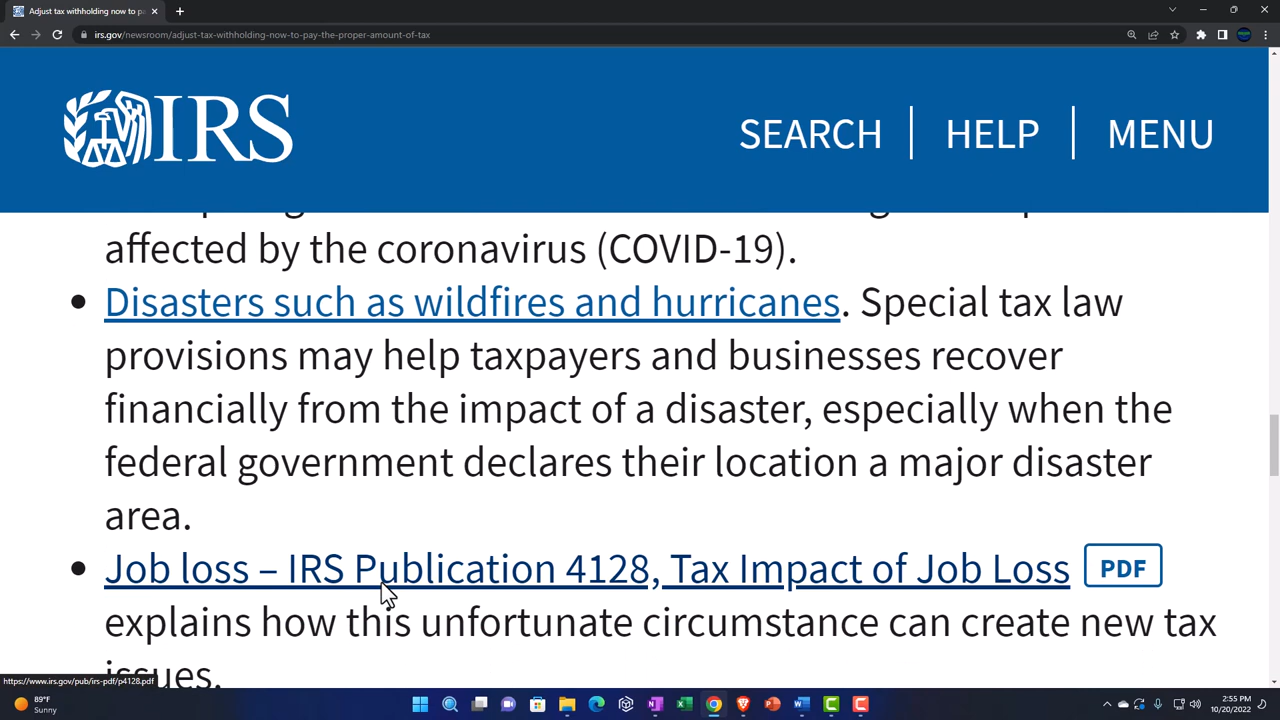 Adjust tax withholding now to pa
irs.gov/newsroom/adjust-tax-withholding-now-to-pay-the-proper-amount-of-tax
IRS
SEARCH
HELP
MENU
affected by the coronavirus (COVID-19).
Disasters such as wildfires and hurricanes. Special tax law
provisions may help taxpayers and businesses recover
financially from the impact of a disaster, especially when the
federal government declares their location a major disaster
area.
Job loss – IRS Publication 4128, Tax Impact of Job Loss PDF
explains how this unfortunate circumstance can create new tax
issues.
https://www.irs.gov/pub/irs-pdf/p4128.pdf
89°F
Sunny
2:55 PM
10/20/2022